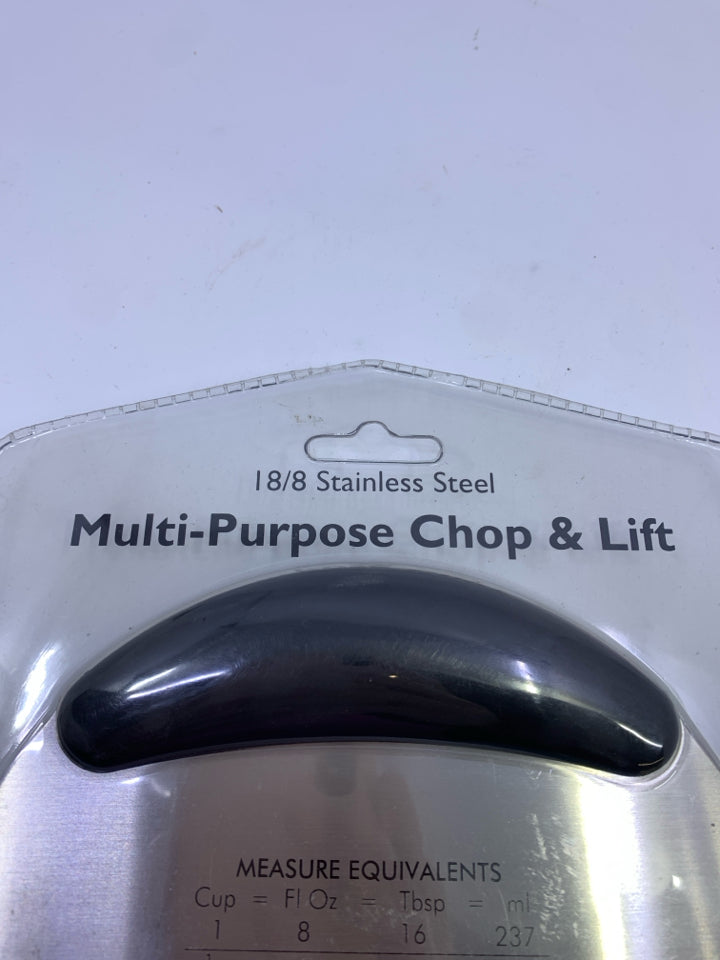 18/8 Stainless Steel
Multi-Purpose Chop & Lift
MEASURE EQUIVALENTS
Cup = Fl Oz = Tbsp = ml
1 8 16 237